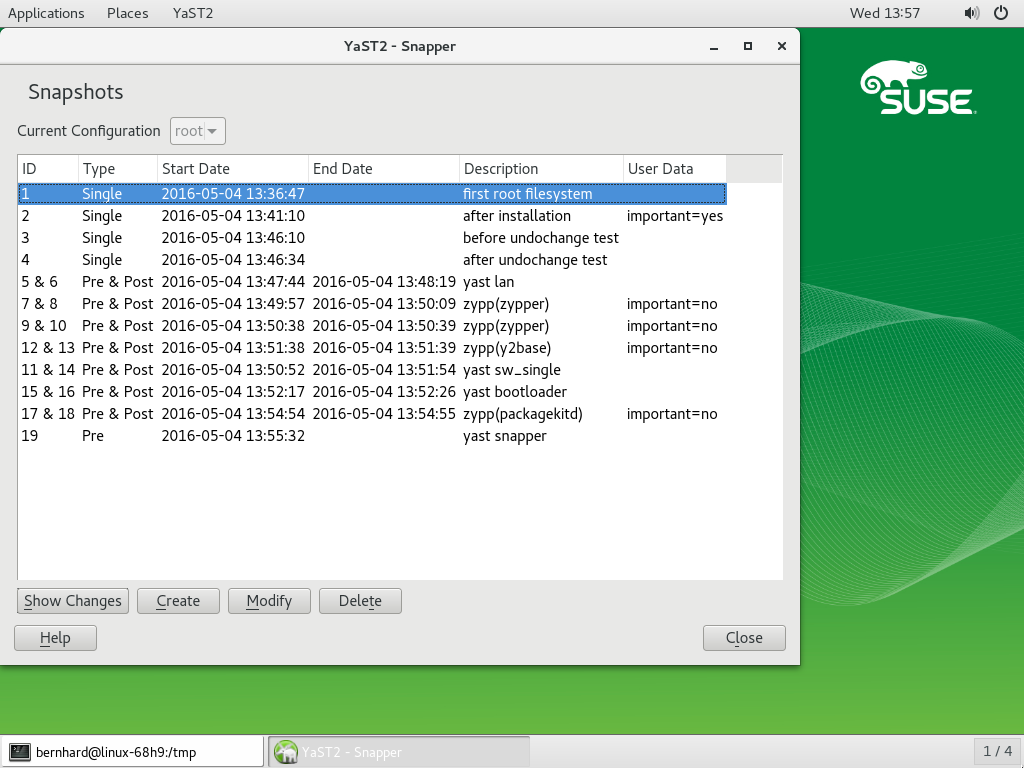 Applications Places YaST2 Wed 13:57
YaST2 - Snapper
SUSE
Snapshots
Current Configuration root
ID Type Start Date End Date Description User Data
1 Single 2016-05-04 13:36:47 first root filesystem
2 Single 2016-05-04 13:41:10 after installation important=yes
3 Single 2016-05-04 13:46:10 before undochange test
4 Single 2016-05-04 13:46:34 after undochange test
5 & 6 Pre & Post 2016-05-04 13:47:44 2016-05-04 13:48:19 yast lan
7 & 8 Pre & Post 2016-05-04 13:49:57 2016-05-04 13:50:09 zypp(zypper) important=no
9 & 10 Pre & Post 2016-05-04 13:50:38 2016-05-04 13:50:39 zypp(zypper) important=no
12 & 13 Pre & Post 2016-05-04 13:51:38 2016-05-04 13:51:39 zypp(y2base) important=no
11 & 14 Pre & Post 2016-05-04 13:50:52 2016-05-04 13:51:54 yast sw_single
15 & 16 Pre & Post 2016-05-04 13:52:17 2016-05-04 13:52:26 yast bootloader
17 & 18 Pre & Post 2016-05-04 13:54:54 2016-05-04 13:54:55 zypp(packagekitd) important=no
19 Pre 2016-05-04 13:55:32 yast snapper
Show Changes Create Modify Delete
Help Close
bernhard@linux-68h9:/tmp YaST2 - Snapper 1 / 4